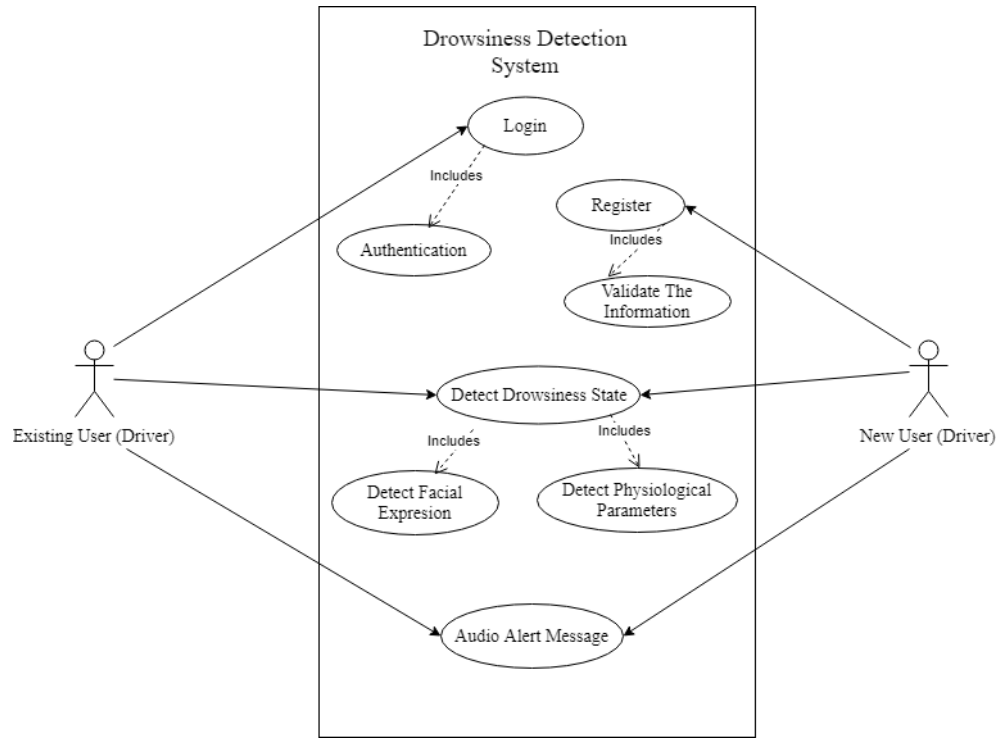 Drowsiness Detection
System
Login
Includes
Register
Includes
Authentication
Validate The
Information
Detect Drowsiness State
Existing User (Driver)
New User (Driver)
Includes
Includes
Detect Facial
Expresion
Detect Physiological
Parameters
Audio Alert Message